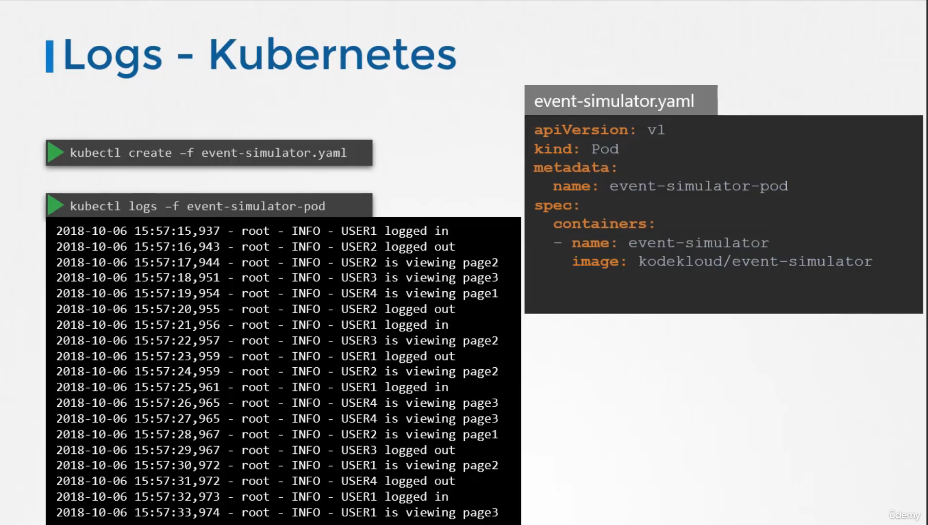 Logs - Kubernetes
kubectl create –f event-simulator.yaml
kubectl logs –f event-simulator-pod
2018-10-06 15:57:15,937 - root - INFO - USER1 logged in
2018-10-06 15:57:16,943 - root - INFO - USER2 logged out
2018-10-06 15:57:17,944 - root - INFO - USER2 is viewing page2
2018-10-06 15:57:18,951 - root - INFO - USER3 is viewing page3
2018-10-06 15:57:19,954 - root - INFO - USER4 is viewing page1
2018-10-06 15:57:20,955 - root - INFO - USER2 logged out
2018-10-06 15:57:21,956 - root - INFO - USER1 logged in
2018-10-06 15:57:22,957 - root - INFO - USER3 is viewing page2
2018-10-06 15:57:23,959 - root - INFO - USER1 logged out
2018-10-06 15:57:24,959 - root - INFO - USER2 is viewing page2
2018-10-06 15:57:25,961 - root - INFO - USER1 logged in
2018-10-06 15:57:26,965 - root - INFO - USER4 is viewing page3
2018-10-06 15:57:27,965 - root - INFO - USER4 is viewing page3
2018-10-06 15:57:28,967 - root - INFO - USER2 is viewing page1
2018-10-06 15:57:29,967 - root - INFO - USER3 logged out
2018-10-06 15:57:30,972 - root - INFO - USER1 is viewing page2
2018-10-06 15:57:31,972 - root - INFO - USER4 logged out
2018-10-06 15:57:32,973 - root - INFO - USER1 logged in
2018-10-06 15:57:33,974 - root - INFO - USER1 is viewing page3
event-simulator.yaml
apiVersion: v1
kind: Pod
metadata:
  name: event-simulator-pod
spec:
  containers:
  - name: event-simulator
    image: kodekloud/event-simulator
Udemy